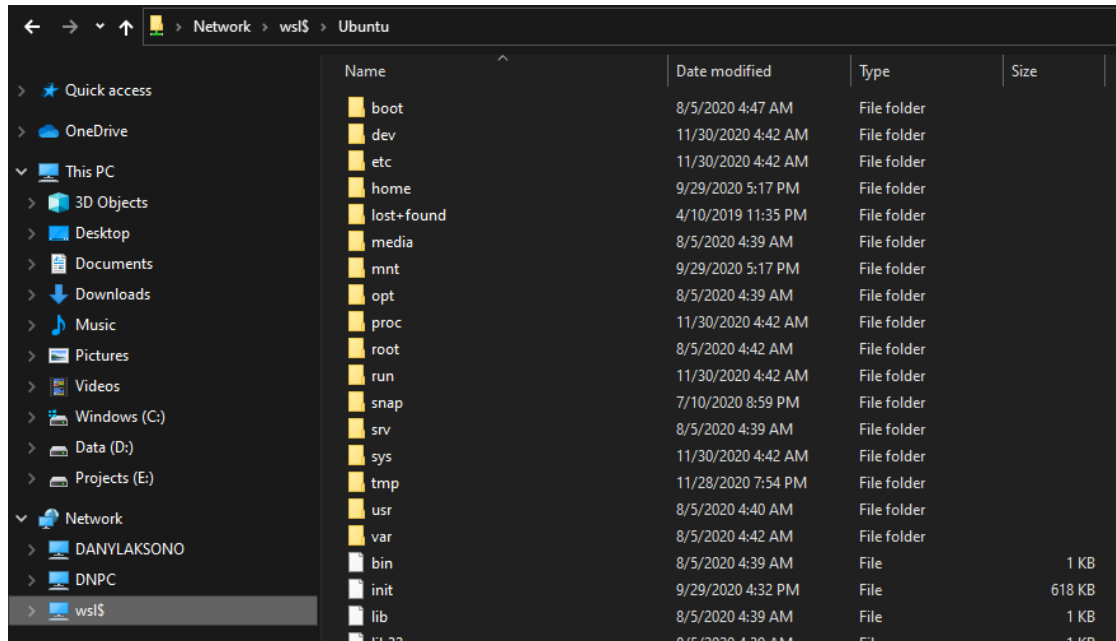 Network > wsl$ > Ubuntu
Quick access
OneDrive
This PC
3D Objects
Desktop
Documents
Downloads
Music
Pictures
Videos
Windows (C:)
Data (D:)
Projects (E:)
Network
DANYLAKSONO
DNPC
wsl$
Name Date modified Type Size
boot 8/5/2020 4:47 AM File folder
dev 11/30/2020 4:42 AM File folder
etc 11/30/2020 4:42 AM File folder
home 9/29/2020 5:17 PM File folder
lost+found 4/10/2019 11:35 PM File folder
media 8/5/2020 4:39 AM File folder
mnt 9/29/2020 5:17 PM File folder
opt 8/5/2020 4:39 AM File folder
proc 11/30/2020 4:42 AM File folder
root 8/5/2020 4:42 AM File folder
run 11/30/2020 4:42 AM File folder
snap 7/10/2020 8:59 PM File folder
srv 8/5/2020 4:39 AM File folder
sys 11/30/2020 4:42 AM File folder
tmp 11/28/2020 7:54 PM File folder
usr 8/5/2020 4:40 AM File folder
var 8/5/2020 4:42 AM File folder
bin 8/5/2020 4:39 AM File 1 KB
init 9/29/2020 4:32 PM File 618 KB
lib 8/5/2020 4:39 AM File 1 KB